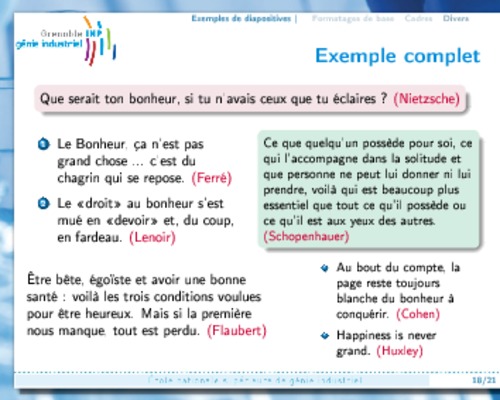 Exemples de diapositives | Formatages de base Cadres Divers
Grenoble INP
génie industriel
Exemple complet
Que serait ton bonheur, si tu n'avais ceux que tu éclaires ? (Nietzsche)
1 Le Bonheur, ça n'est pas
grand chose ... c'est du
chagrin qui se repose. (Ferré)
2 Le «droit» au bonheur s'est
mué en «devoir» et, du coup,
en fardeau. (Lenoir)
Ce que quelqu'un possède pour soi, ce
qui l'accompagne dans la solitude et
que personne ne peut lui donner ni lui
prendre, voilà qui est beaucoup plus
essentiel que tout ce qu'il possède ou
ce qu'il est aux yeux des autres.
(Schopenhauer)
Être bête, égoïste et avoir une bonne
santé : voilà les trois conditions voulues
pour être heureux. Mais si la première
nous manque, tout est perdu. (Flaubert)
Au bout du compte, la
page reste toujours
blanche du bonheur à
conquérir. (Cohen)
Happiness is never
grand. (Huxley)
École nationale supérieure de génie industriel
18/21